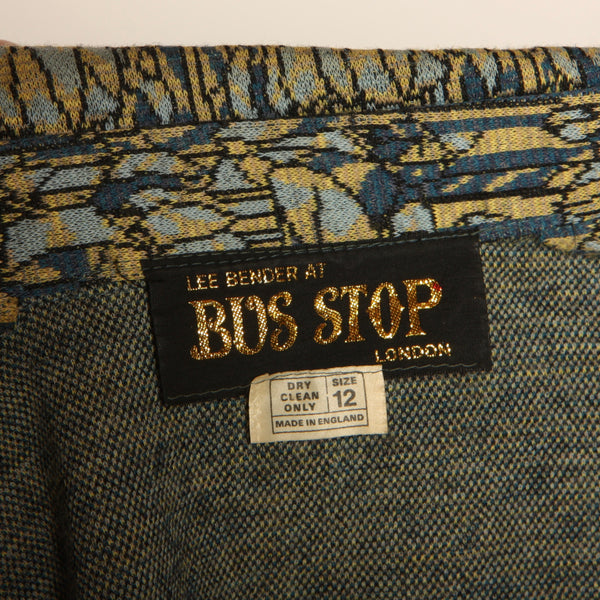 LEE BENDER AT
BUS STOP
LONDON
DRY
CLEAN
ONLY
SIZE
12
MADE IN ENGLAND